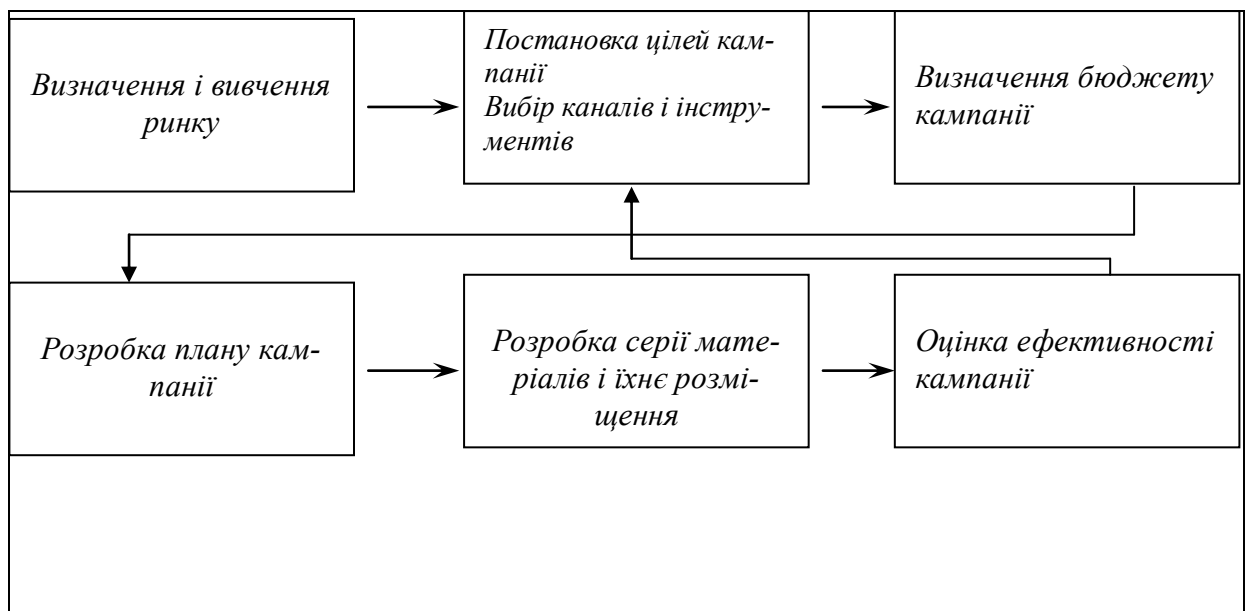 Визначення і вивчення
ринку
Постановка цілей кам-
панії
Вибір каналів і інстру-
ментів
Визначення бюджету
кампанії
Розробка плану кам-
панії
Розробка серії мате-
ріалів і їхнє розмі-
щення
Оцінка ефективності
кампанії